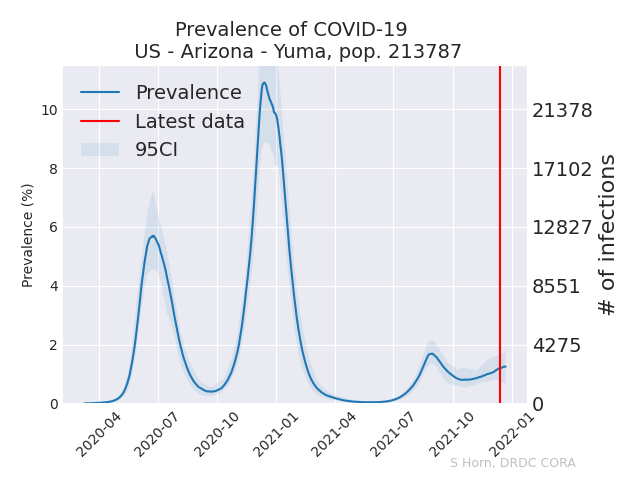 Prevalence of COVID-19
US - Arizona - Yuma, pop. 213787
Prevalence
Latest data
95CI
Prevalence (%)
10
8
6
4
2
0
21378
17102
12827
8551
4275
0
# of infections
2020-04
2020-07
2020-10
2021-01
2021-04
2021-07
2021-10
2022-01
S Horn, DRDC CORA